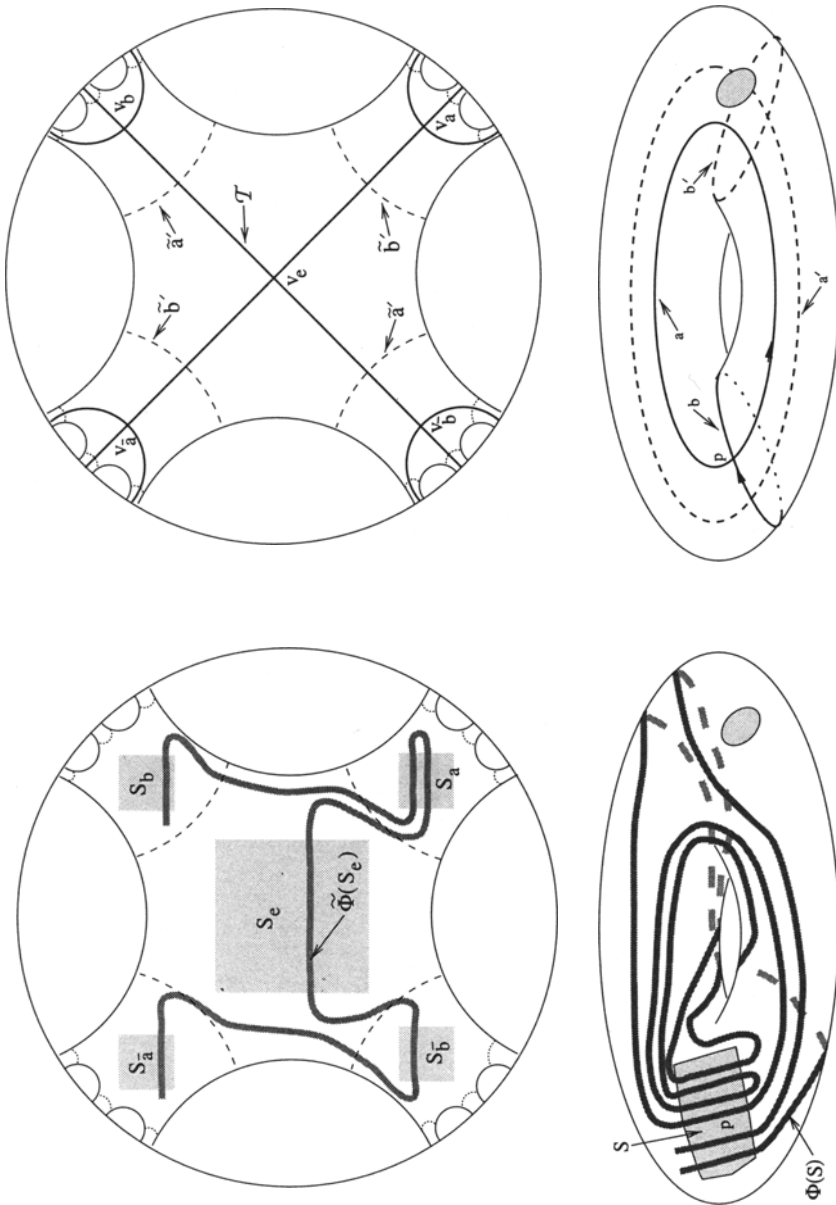 S_ā
S_b
S_e
Φ̃(S_e)
S_b̄
S_a
v_ā
b̃′
ã′
v_b
𝒯
v_e
v_b̄
ã′
b̃′
v_a
S
p
Φ(S)
b
a
b′
p
a′